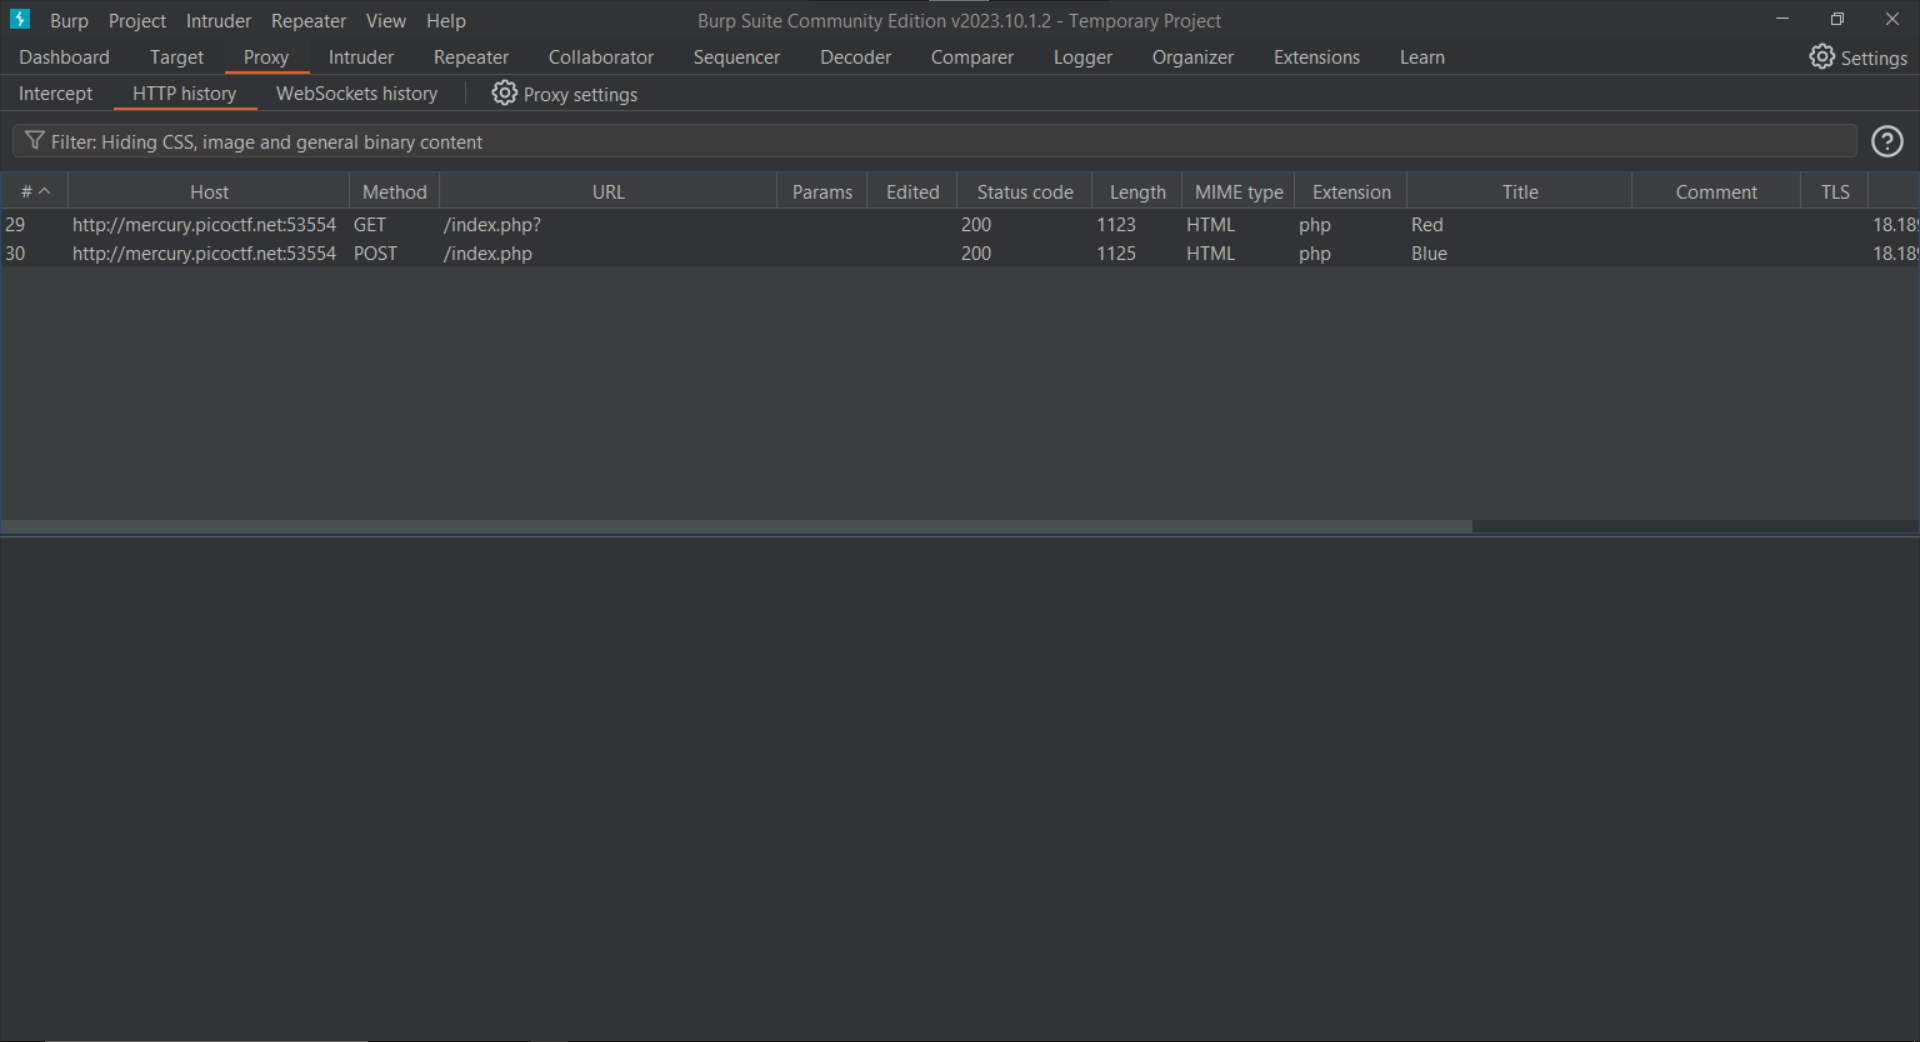 Burp Project Intruder Repeater View Help Burp Suite Community Edition v2023.10.1.2 - Temporary Project
Dashboard Target Proxy Intruder Repeater Collaborator Sequencer Decoder Comparer Logger Organizer Extensions Learn Settings
Intercept HTTP history WebSockets history Proxy settings
Filter: Hiding CSS, image and general binary content ?
# Host Method URL Params Edited Status code Length MIME type Extension Title Comment TLS
29 http://mercury.picoctf.net:53554 GET /index.php? 200 1123 HTML php Red 18.18
30 http://mercury.picoctf.net:53554 POST /index.php 200 1125 HTML php Blue 18.18